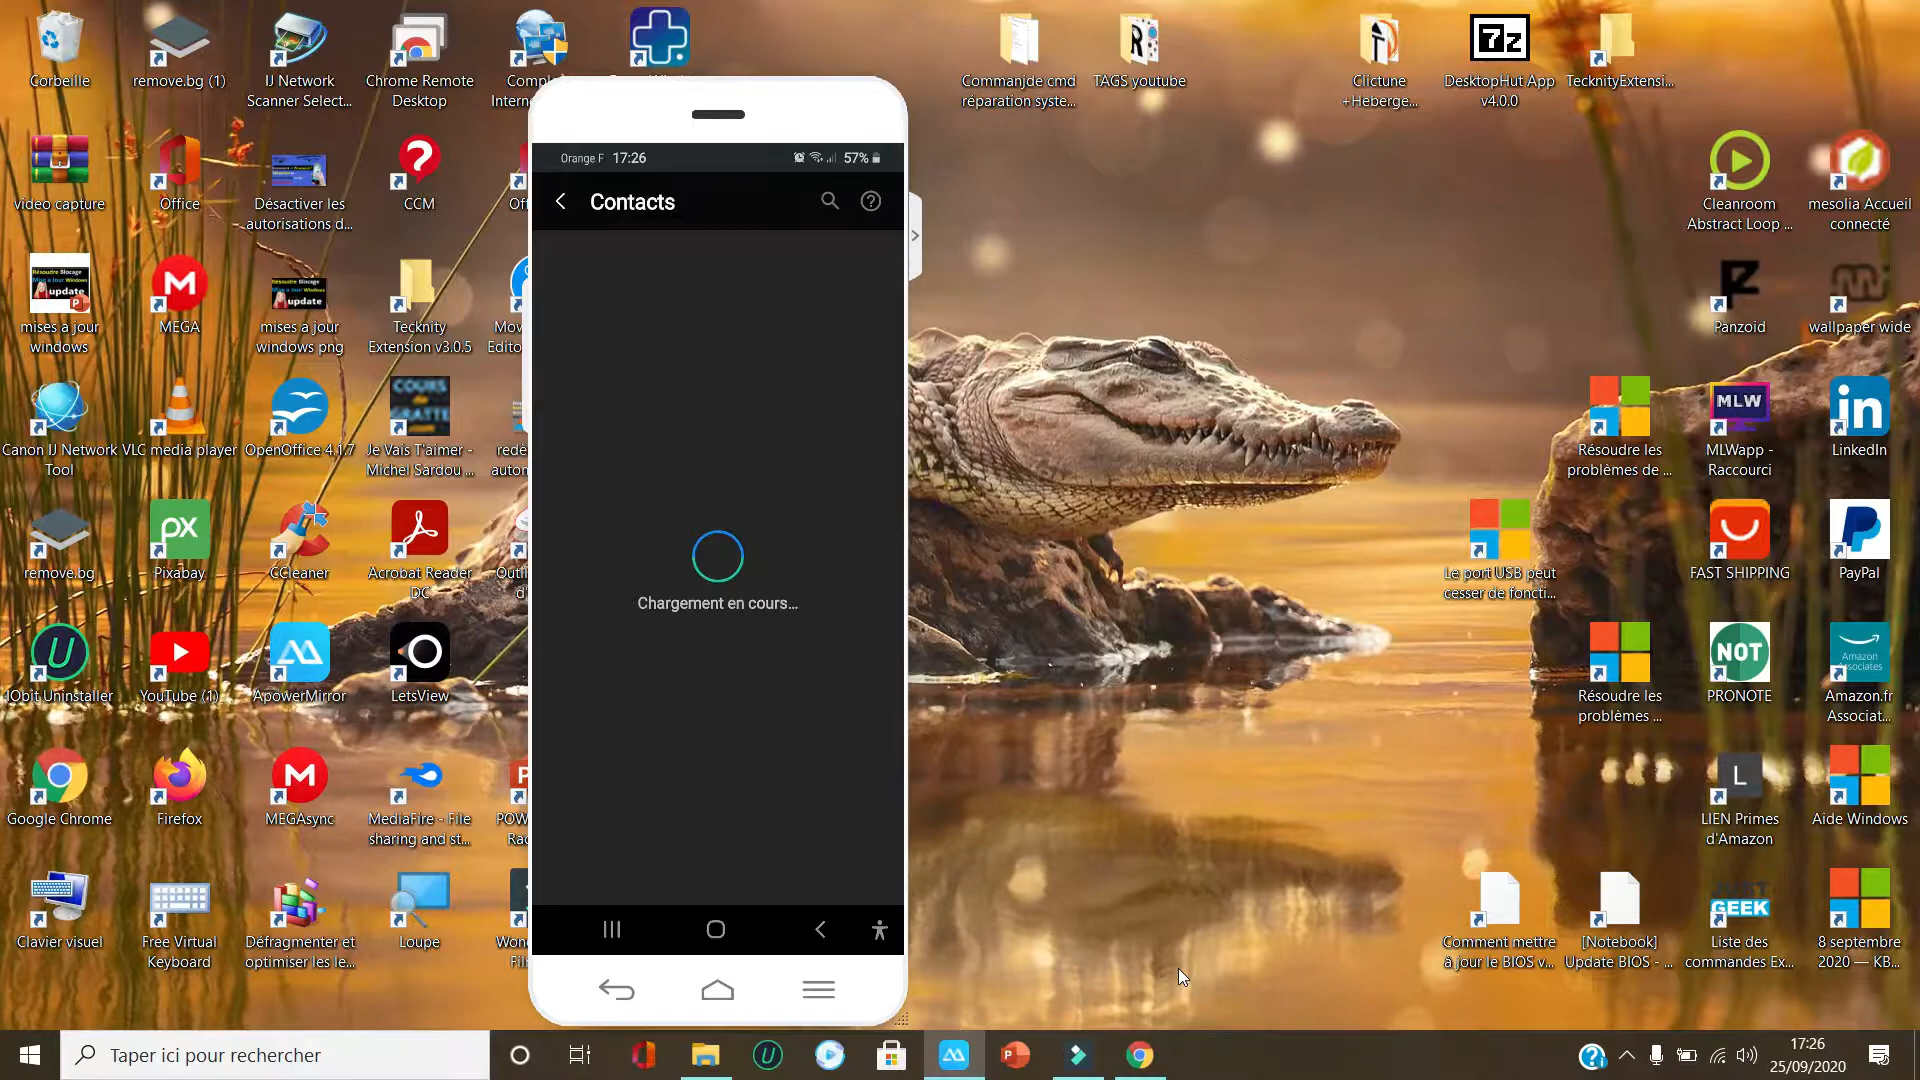 Corbeille
remove.bg (1)
IJ Network
Scanner Select...
Chrome Remote
Desktop
Commanjde cmd
réparation syste...
TAGS youtube
Clictune
+Heberge...
DesktopHut App
v4.0.0
TecknityExtensi...
video capture
Office
Désactiver les
autorisations d...
CCM
Cleanroom
Abstract Loop ...
mesolia Accueil
connecté
mises a jour
windows
MEGA
mises a jour
windows png
Tecknity
Extension v3.0.5
Panzoid
wallpaper wide
Canon IJ Network
Tool
VLC media player
OpenOffice 4.1.7
Je Vais T'aimer -
Michel Sardou ...
Résoudre les
problèmes de ...
MLW
MLWapp -
Raccourci
LinkedIn
remove.bg
Pixabay
CCleaner
Acrobat Reader
DC
Le port USB peut
cesser de foncti...
FAST SHIPPING
PayPal
IObit Uninstaller
YouTube (1)
ApowerMirror
LetsView
Résoudre les
problèmes ...
NOT
PRONOTE
Amazon
Associates
Amazon.fr
Associat...
Google Chrome
Firefox
MEGAsync
MediaFire - File
sharing and st...
LIEN Primes
d'Amazon
Aide Windows
Clavier visuel
Free Virtual
Keyboard
Défragmenter et
optimiser les le...
Loupe
Comment mettre
à jour le BIOS v...
[Notebook]
Update BIOS - ...
JUST
GEEK
Liste des
commandes Ex...
8 septembre
2020 — KB...
Orange F 17:26
57%
Contacts
Chargement en cours...
Taper ici pour rechercher
17:26
25/09/2020